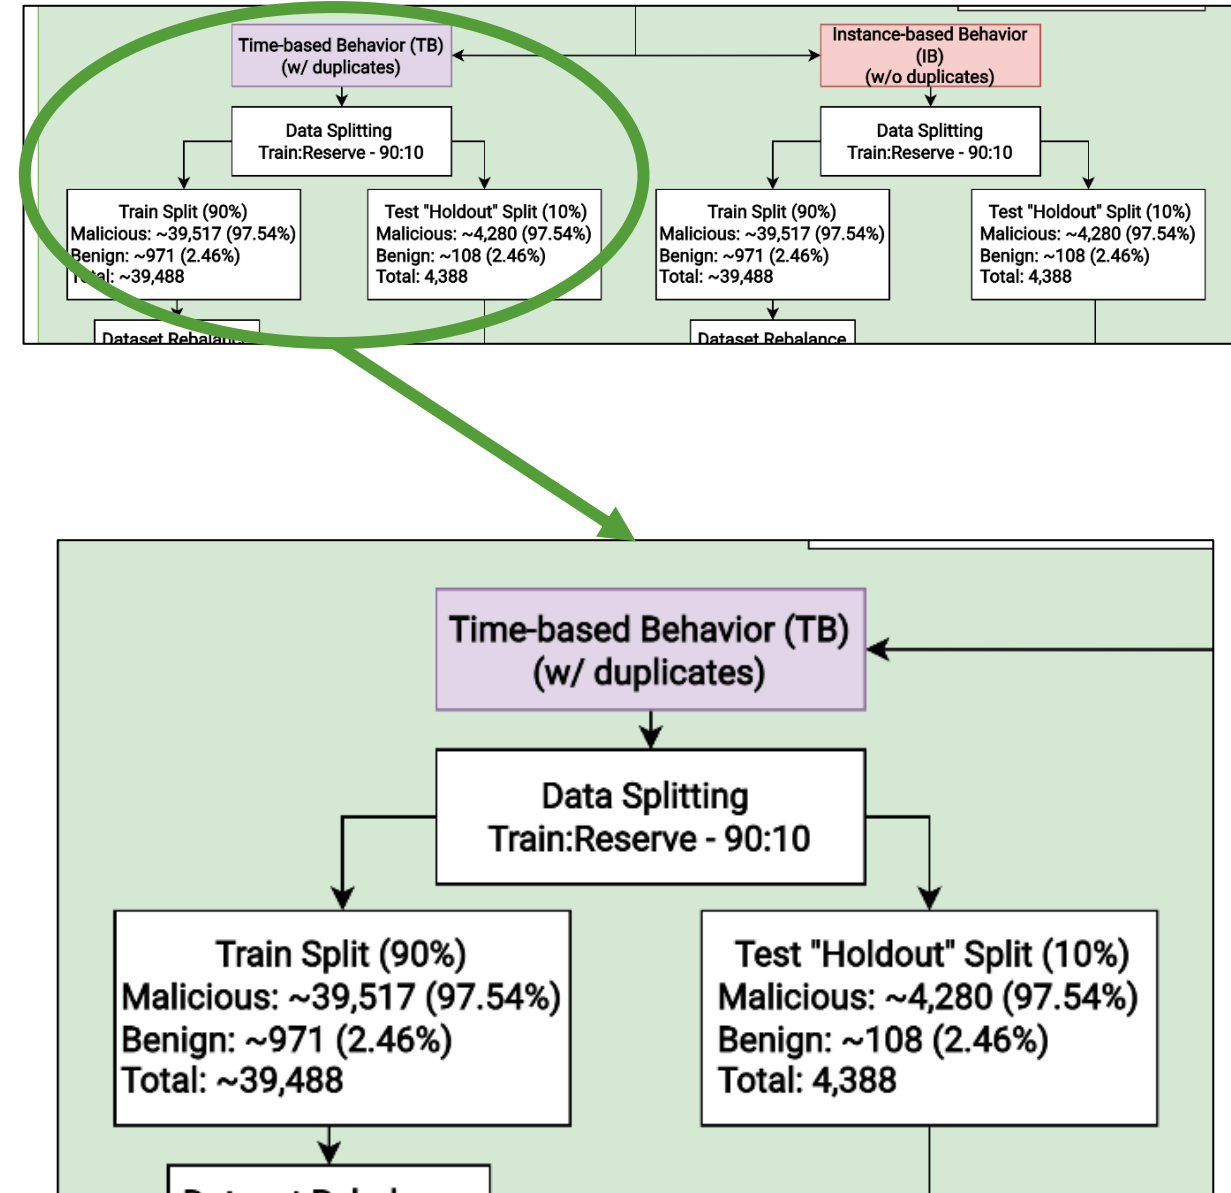 Time-based Behavior (TB)
(w/ duplicates)
Instance-based Behavior
(IB)
(w/o duplicates)
Data Splitting
Train:Reserve - 90:10
Data Splitting
Train:Reserve - 90:10
Train Split (90%)
Malicious: ~39,517 (97.54%)
Benign: ~971 (2.46%)
Total: ~39,488
Test "Holdout" Split (10%)
Malicious: ~4,280 (97.54%)
Benign: ~108 (2.46%)
Total: 4,388
Train Split (90%)
Malicious: ~39,517 (97.54%)
Benign: ~971 (2.46%)
Total: ~39,488
Test "Holdout" Split (10%)
Malicious: ~4,280 (97.54%)
Benign: ~108 (2.46%)
Total: 4,388
Dataset Rebalance
Dataset Rebalance
Time-based Behavior (TB)
(w/ duplicates)
Data Splitting
Train:Reserve - 90:10
Train Split (90%)
Malicious: ~39,517 (97.54%)
Benign: ~971 (2.46%)
Total: ~39,488
Test "Holdout" Split (10%)
Malicious: ~4,280 (97.54%)
Benign: ~108 (2.46%)
Total: 4,388